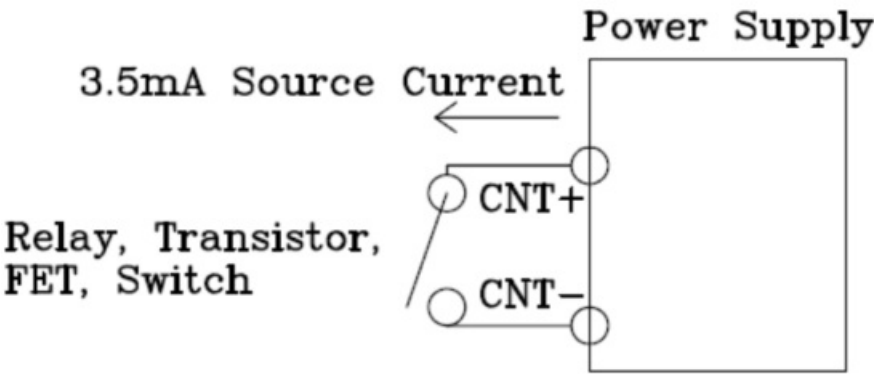 Power Supply
3.5mA Source Current
CNT+
Relay, Transistor,
FET, Switch
CNT−